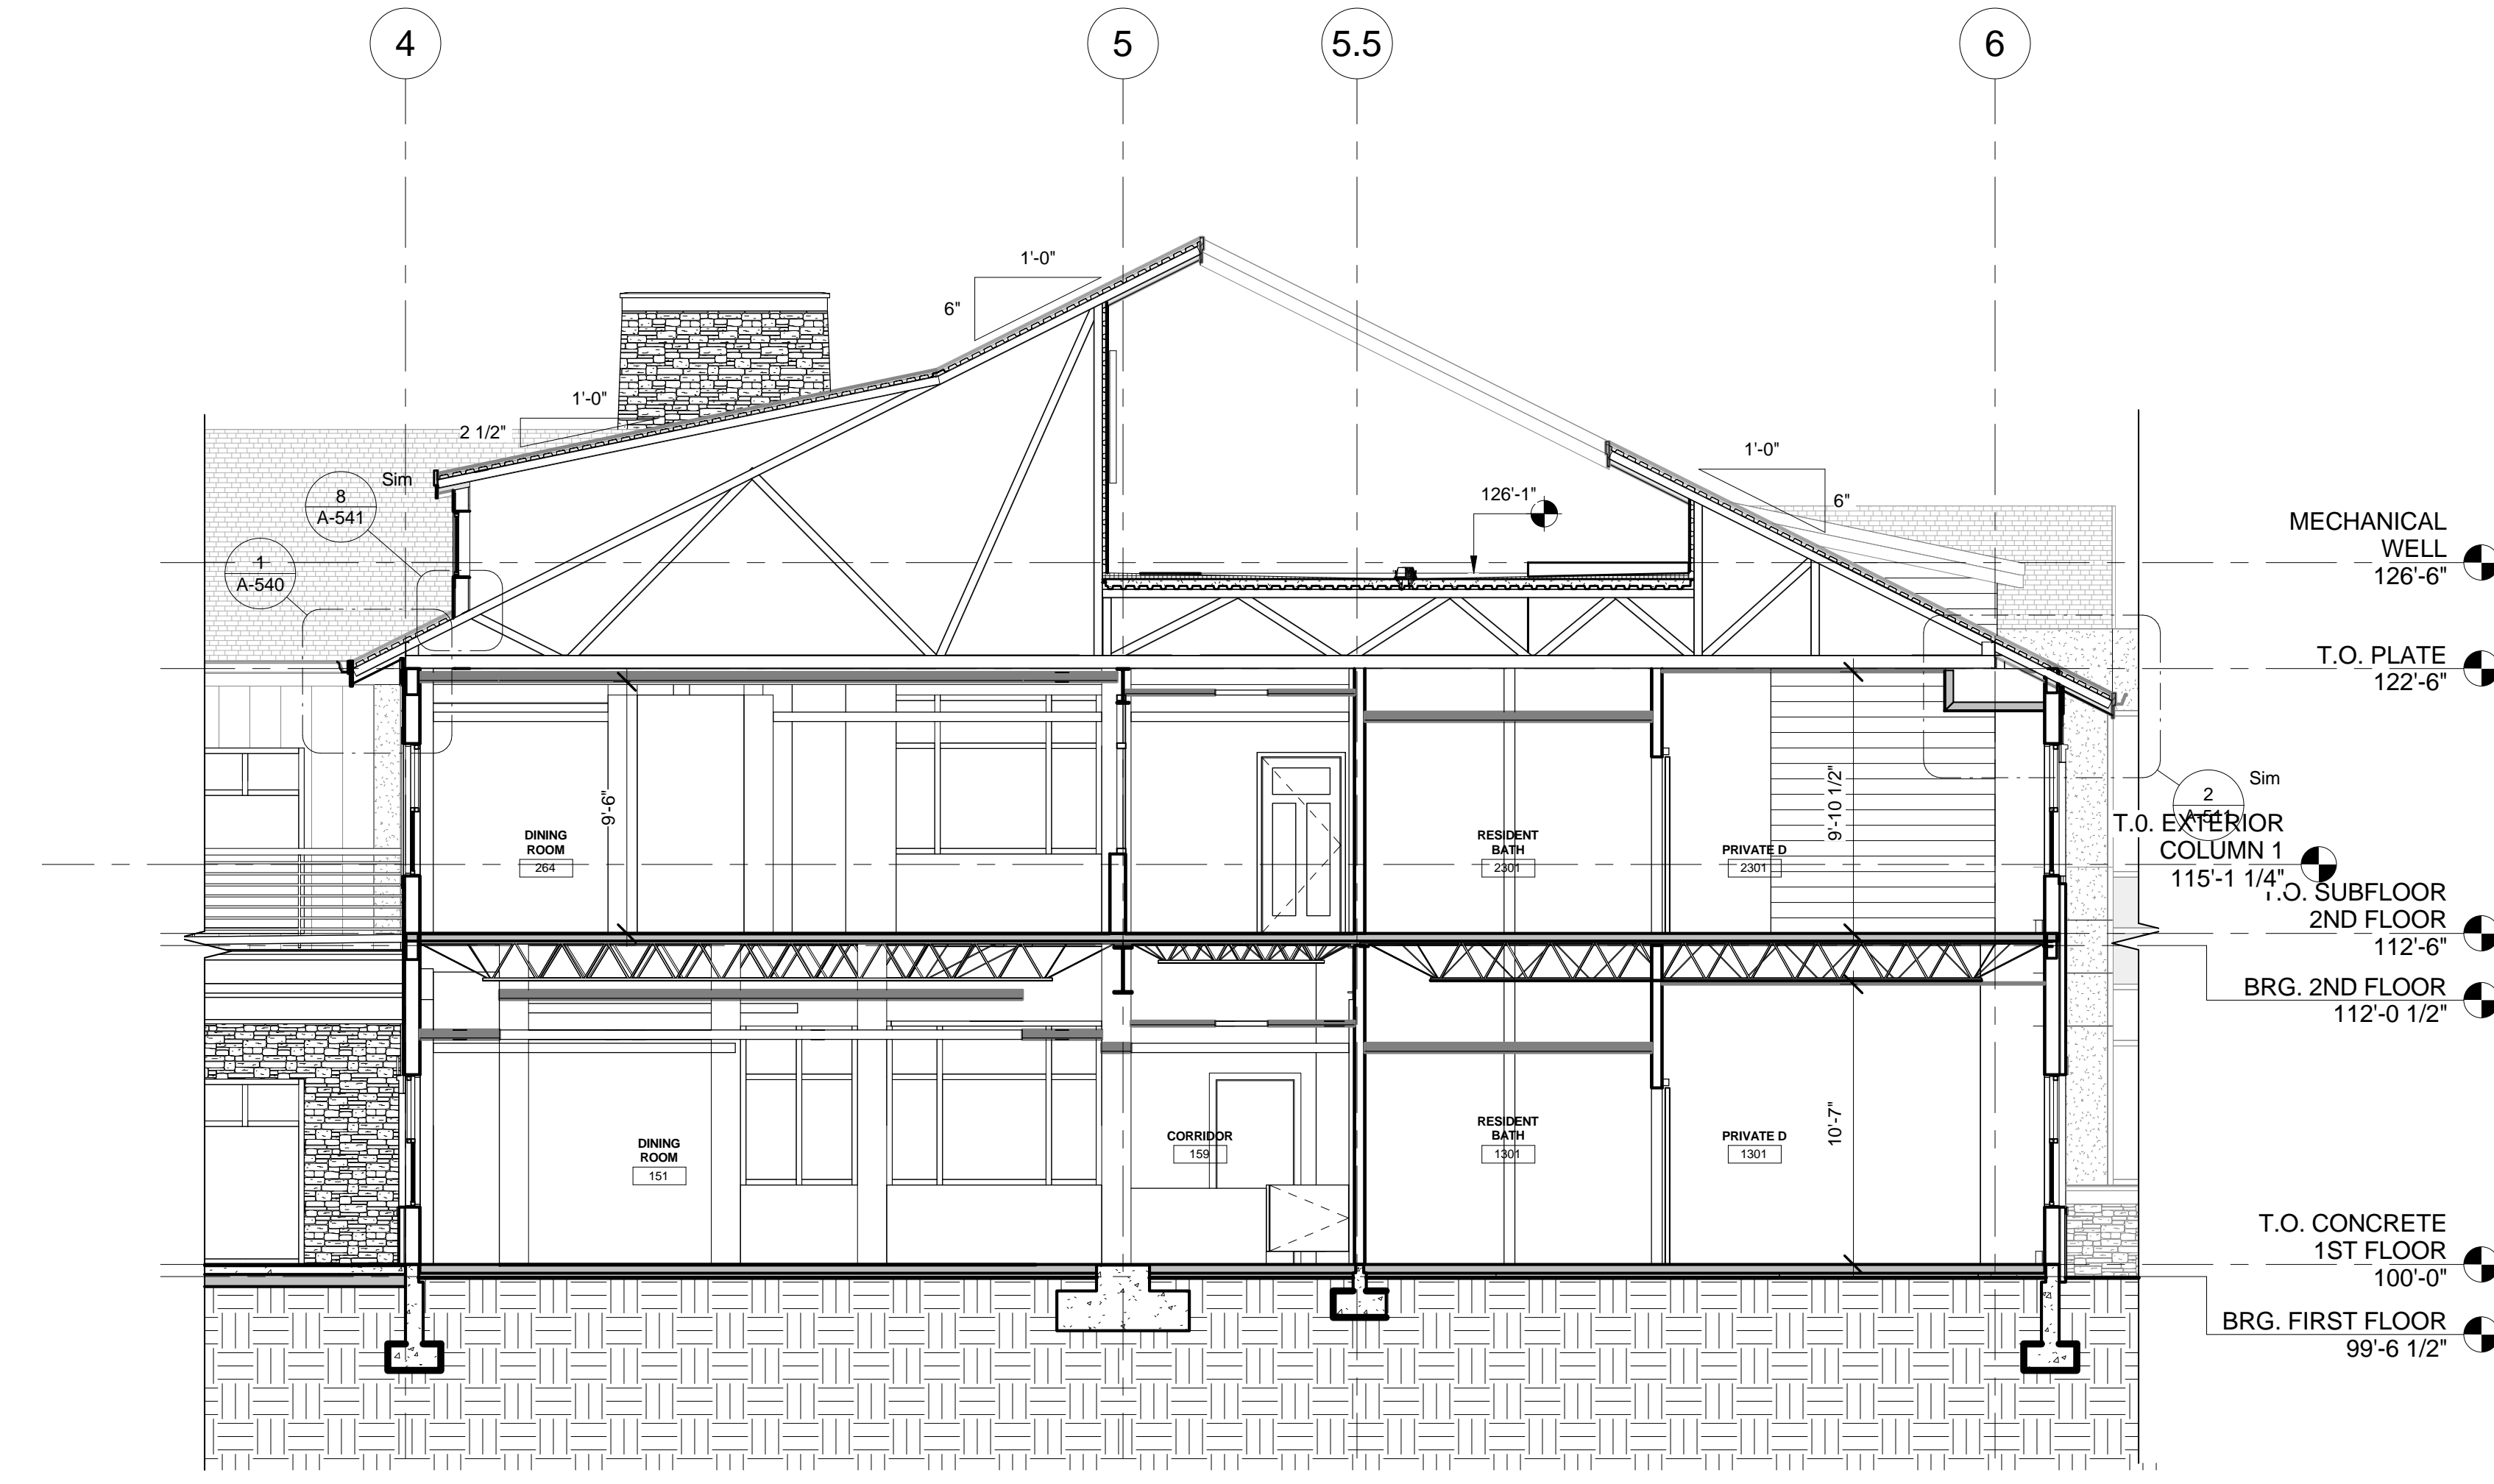 4
5
5.5
6
1'-0"
6"
1'-0"
2 1/2"
Sim
8
A-541
1
A-540
1'-0"
6"
126'-1"
MECHANICAL
WELL
126'-6"
T.O. PLATE
122'-6"
Sim
2
A-511
T.O. EXTERIOR
COLUMN 1
115'-1 1/4"
T.O. SUBFLOOR
2ND FLOOR
112'-6"
BRG. 2ND FLOOR
112'-0 1/2"
9'-6"
DINING
ROOM
264
RESIDENT
BATH
2301
PRIVATE D
2301
9'-10 1/2"
DINING
ROOM
151
CORRIDOR
159
RESIDENT
BATH
1301
PRIVATE D
1301
10'-7"
T.O. CONCRETE
1ST FLOOR
100'-0"
BRG. FIRST FLOOR
99'-6 1/2"